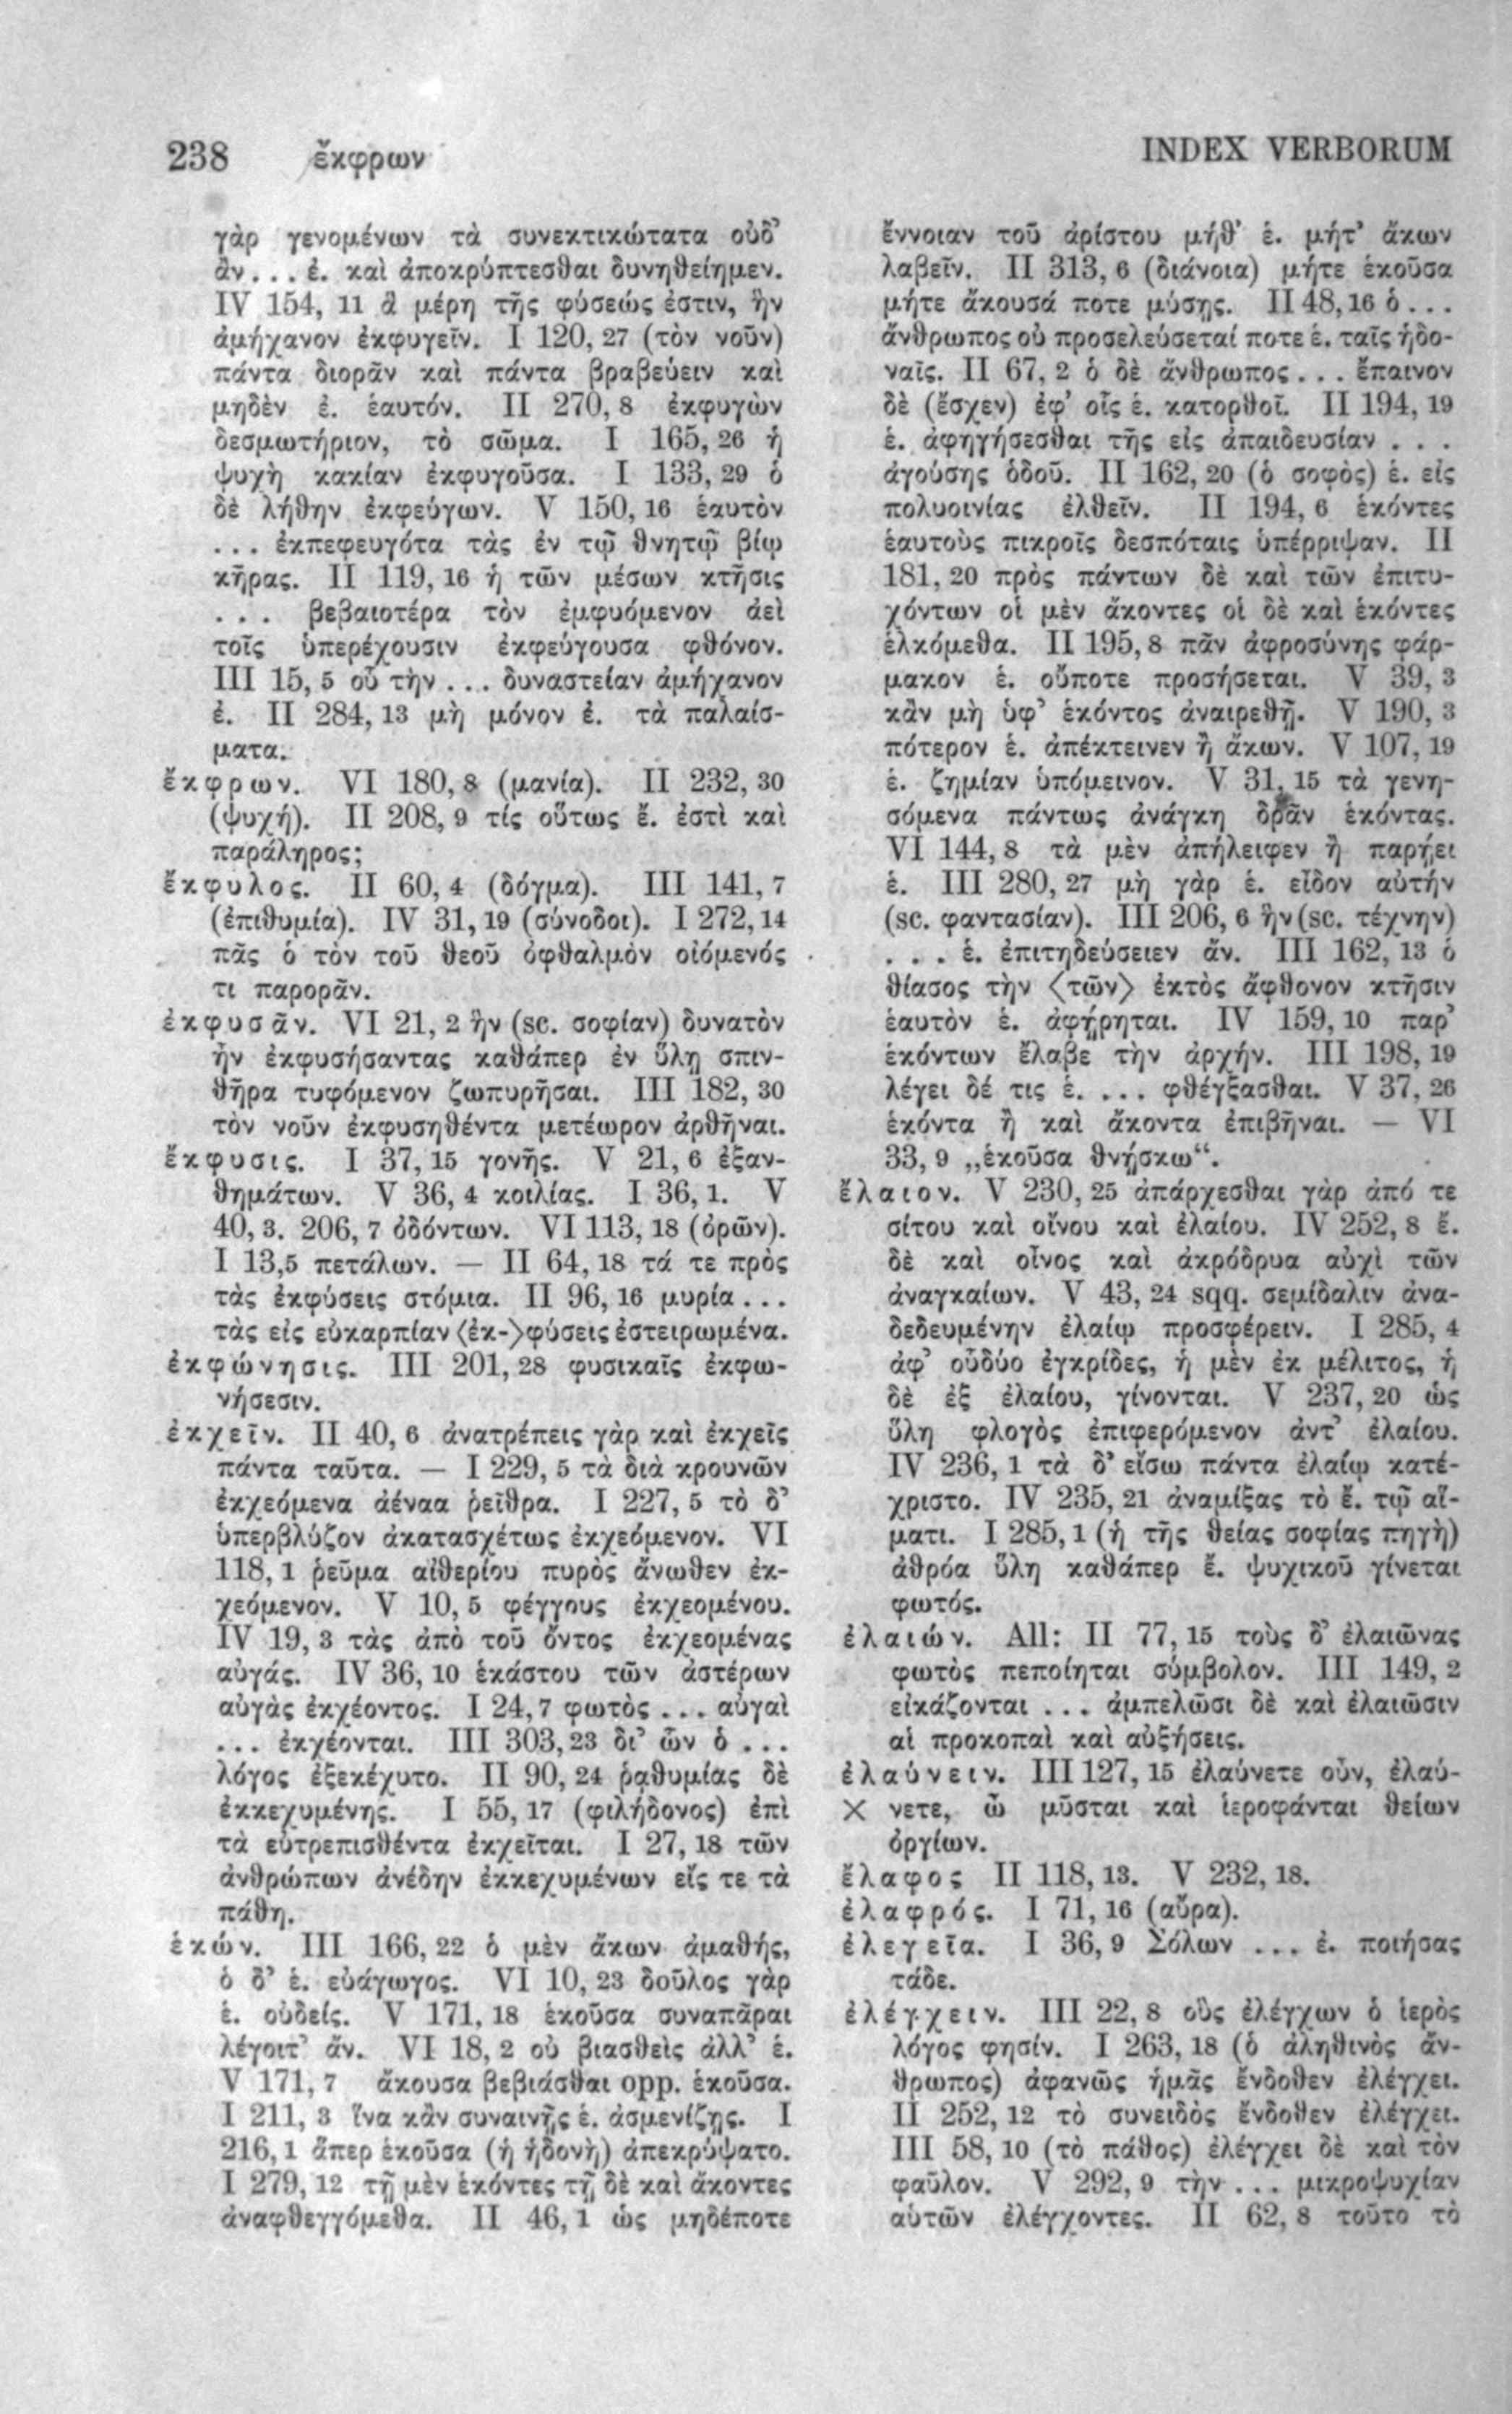 238 ἔκφρων INDEX VERBORUM
γὰρ γενομένων τὰ συνεκτικώτατα οὐδ’
ἂν... ἐ. καὶ ἀποκρύπτεσθαι δυνηθείημεν.
IV 154, 11 ἃ μέρη τῆς φύσεώς ἐστιν, ἣν
ἀμήχανον ἐκφυγεῖν. I 120, 27 (τὸν νοῦν)
πάντα διορᾶν καὶ πάντα βραβεύειν καὶ
μηδὲν ἐ. ἑαυτόν. II 270, 8 ἐκφυγὼν
δεσμωτήριον, τὸ σῶμα. I 165, 26 ἡ
ψυχὴ κακίαν ἐκφυγοῦσα. I 133, 29 ὁ
δὲ λήθην ἐκφεύγων. V 150, 16 ἑαυτὸν
... ἐκπεφευγότα τὰς ἐν τῷ θνητῷ βίῳ
κῆρας. II 119, 16 ἡ τῶν μέσων κτῆσις
... βεβαιοτέρα τὸν ἐμφυόμενον ἀεὶ
τοῖς ὑπερέχουσιν ἐκφεύγουσα φθόνον.
III 15, 5 οὗ τὴν... δυναστείαν ἀμήχανον
ἐ. II 284, 13 μὴ μόνον ἐ. τὰ παλαίσ-
ματα.
ἔκφρων. VI 180, 8 (μανία). II 232, 30
(ψυχή). II 208, 9 τίς οὕτως ἔ. ἐστὶ καὶ
παράληρος;
ἔκφυλος. II 60, 4 (δόγμα). III 141, 7
(ἐπιθυμία). IV 31, 19 (σύνοδοι). I 272, 14
πᾶς ὁ τὸν τοῦ θεοῦ ὀφθαλμὸν οἰόμενός
τι παρορᾶν.
ἐκφυσᾶν. VI 21, 2 ἣν (sc. σοφίαν) δυνατὸν
ἦν ἐκφυσήσαντας καθάπερ ἐν ὕλῃ σπιν-
θῆρα τυφόμενον ζωπυρῆσαι. III 182, 30
τὸν νοῦν ἐκφυσηθέντα μετέωρον ἀρθῆναι.
ἔκφυσις. I 37, 15 γονῆς. V 21, 6 ἐξαν-
θημάτων. V 36, 4 κοιλίας. I 36, 1. V
40, 3. 206, 7 ὀδόντων. VI 113, 18 (ὀρῶν).
I 13, 5 πετάλων. — II 64, 18 τά τε πρὸς
τὰς ἐκφύσεις στόμια. II 96, 16 μυρία...
τὰς εἰς εὐκαρπίαν ⟨ἐκ-⟩φύσεις ἐστειρωμένα.
ἐκφώνησις. III 201, 28 φυσικαῖς ἐκφω-
νήσεσιν.
ἐκχεῖν. II 40, 6 ἀνατρέπεις γὰρ καὶ ἐκχεῖς
πάντα ταῦτα. — I 229, 5 τὰ διὰ κρουνῶν
ἐκχεόμενα ἀέναα ῥεῖθρα. I 227, 5 τὸ δ’
ὑπερβλύζον ἀκατασχέτως ἐκχεόμενον. VI
118, 1 ῥεῦμα αἰθερίου πυρὸς ἄνωθεν ἐκ-
χεόμενον. V 10, 5 φέγγους ἐκχεομένου.
IV 19, 3 τὰς ἀπὸ τοῦ ὄντος ἐκχεομένας
αὐγάς. IV 36, 10 ἑκάστου τῶν ἀστέρων
αὐγὰς ἐκχέοντος. I 24, 7 φωτὸς... αὐγαὶ
... ἐκχέονται. III 303, 23 δι’ ὧν ὁ...
λόγος ἐξεκέχυτο. II 90, 24 ῥᾳθυμίας δὲ
ἐκκεχυμένης. I 55, 17 (φιλήδονος) ἐπὶ
τὰ εὐτρεπισθέντα ἐκχεῖται. I 27, 18 τῶν
ἀνθρώπων ἀνέδην ἐκκεχυμένων εἴς τε τὰ
πάθη.
ἑκών. III 166, 22 ὁ μὲν ἄκων ἀμαθής,
ὁ δ’ ἑ. εὐάγωγος. VI 10, 23 δοῦλος γὰρ
ἑ. οὐδείς. V 171, 18 ἑκοῦσα συναπᾶραι
λέγοιτ’ ἄν. VI 18, 2 οὐ βιασθεὶς ἀλλ’ ἑ.
V 171, 7 ἄκουσα βεβιάσθαι opp. ἑκοῦσα.
I 211, 3 ἵνα κἂν συναινῇς ἑ. ἀσμενίζῃς. I
216, 1 ἅπερ ἑκοῦσα (ἡ ἡδονὴ) ἀπεκρύψατο.
I 279, 12 τῇ μὲν ἑκόντες τῇ δὲ καὶ ἄκοντες
ἀναφθεγγόμεθα. II 46, 1 ὡς μηδέποτε
ἔννοιαν τοῦ ἀρίστου μήθ’ ἑ. μήτ’ ἄκων
λαβεῖν. II 313, 6 (διάνοια) μήτε ἑκοῦσα
μήτε ἄκουσά ποτε μύσῃς. II 48, 16 ὁ...
ἄνθρωπος οὐ προσελεύσεταί ποτε ἑ. ταῖς ἡδο-
ναῖς. II 67, 2 ὁ δὲ ἄνθρωπος... ἔπαινον
δὲ (ἔσχεν) ἐφ’ οἷς ἑ. κατορθοῖ. II 194, 19
ἑ. ἀφηγήσεσθαι τῆς εἰς ἀπαιδευσίαν ...
ἀγούσης ὁδοῦ. II 162, 20 (ὁ σοφὸς) ἑ. εἰς
πολυοινίας ἐλθεῖν. II 194, 6 ἑκόντες
ἑαυτοὺς πικροῖς δεσπόταις ὑπέρριψαν. II
181, 20 πρὸς πάντων δὲ καὶ τῶν ἐπιτυ-
χόντων οἱ μὲν ἄκοντες οἱ δὲ καὶ ἑκόντες
ἑλκόμεθα. II 195, 8 πᾶν ἀφροσύνης φάρ-
μακον ἑ. οὔποτε προσήσεται. V 39, 3
κἂν μὴ ὑφ’ ἑκόντος ἀναιρεθῇ. V 190, 3
πότερον ἑ. ἀπέκτεινεν ἢ ἄκων. V 107, 19
ἑ. ζημίαν ὑπόμεινον. V 31, 15 τὰ γενη-
σόμενα πάντως ἀνάγκη δρᾶν ἑκόντας.
VI 144, 8 τὰ μὲν ἀπήλειφεν ἢ παρῄει
ἑ. III 280, 27 μὴ γὰρ ἑ. εἶδον αὐτήν
(sc. φαντασίαν). III 206, 6 ἣν (sc. τέχνην)
... ἑ. ἐπιτηδεύσειεν ἄν. III 162, 13 ὁ
θίασος τὴν ⟨τῶν⟩ ἐκτὸς ἄφθονον κτῆσιν
ἑαυτὸν ἑ. ἀφῄρηται. IV 159, 10 παρ’
ἑκόντων ἔλαβε τὴν ἀρχήν. III 198, 19
λέγει δέ τις ἑ. ... φθέγξασθαι. V 37, 26
ἑκόντα ἢ καὶ ἄκοντα ἐπιβῆναι. — VI
33, 9 „ἑκοῦσα θνῄσκω“.
ἔλαιον. V 230, 25 ἀπάρχεσθαι γὰρ ἀπό τε
σίτου καὶ οἴνου καὶ ἐλαίου. IV 252, 8 ἔ.
δὲ καὶ οἶνος καὶ ἀκρόδρυα αὐχὶ τῶν
ἀναγκαίων. V 43, 24 sqq. σεμίδαλιν ἀνα-
δεδευμένην ἐλαίῳ προσφέρειν. I 285, 4
ἀφ’ οὗ δύο ἐγκρίδες, ἡ μὲν ἐκ μέλιτος, ἡ
δὲ ἐξ ἐλαίου, γίνονται. V 237, 20 ὡς
ὕλη φλογὸς ἐπιφερόμενον ἀντ’ ἐλαίου.
IV 236, 1 τὰ δ’ εἴσω πάντα ἐλαίῳ κατέ-
χριστο. IV 235, 21 ἀναμίξας τὸ ἔ. τῷ αἵ-
ματι. I 285, 1 (ἡ τῆς θείας σοφίας πηγὴ)
ἀθρόα ὕλη καθάπερ ἔ. ψυχικοῦ γίνεται
φωτός.
ἐλαιών. All: II 77, 15 τοὺς δ’ ἐλαιῶνας
φωτὸς πεποίηται σύμβολον. III 149, 2
εἰκάζονται ... ἀμπελῶσι δὲ καὶ ἐλαιῶσιν
αἱ προκοπαὶ καὶ αὐξήσεις.
ἐλαύνειν. III 127, 15 ἐλαύνετε οὖν, ἐλαύ-
X νετε, ὦ μῦσται καὶ ἱεροφάνται θείων
ὀργίων.
ἔλαφος II 118, 13. V 232, 18.
ἐλαφρός. I 71, 16 (αὔρα).
ἐλεγεῖα. I 36, 9 Σόλων ... ἐ. ποιήσας
τάδε.
ἐλέγχειν. III 22, 8 οὓς ἐλέγχων ὁ ἱερὸς
λόγος φησίν. I 263, 18 (ὁ ἀληθινὸς ἄν-
θρωπος) ἀφανῶς ἡμᾶς ἔνδοθεν ἐλέγχει.
II 252, 12 τὸ συνειδὸς ἔνδοθεν ἐλέγχει.
III 58, 10 (τὸ πάθος) ἐλέγχει δὲ καὶ τὸν
φαῦλον. V 292, 9 τὴν... μικροψυχίαν
αὑτῶν ἐλέγχοντες. II 62, 8 τοῦτο τὸ